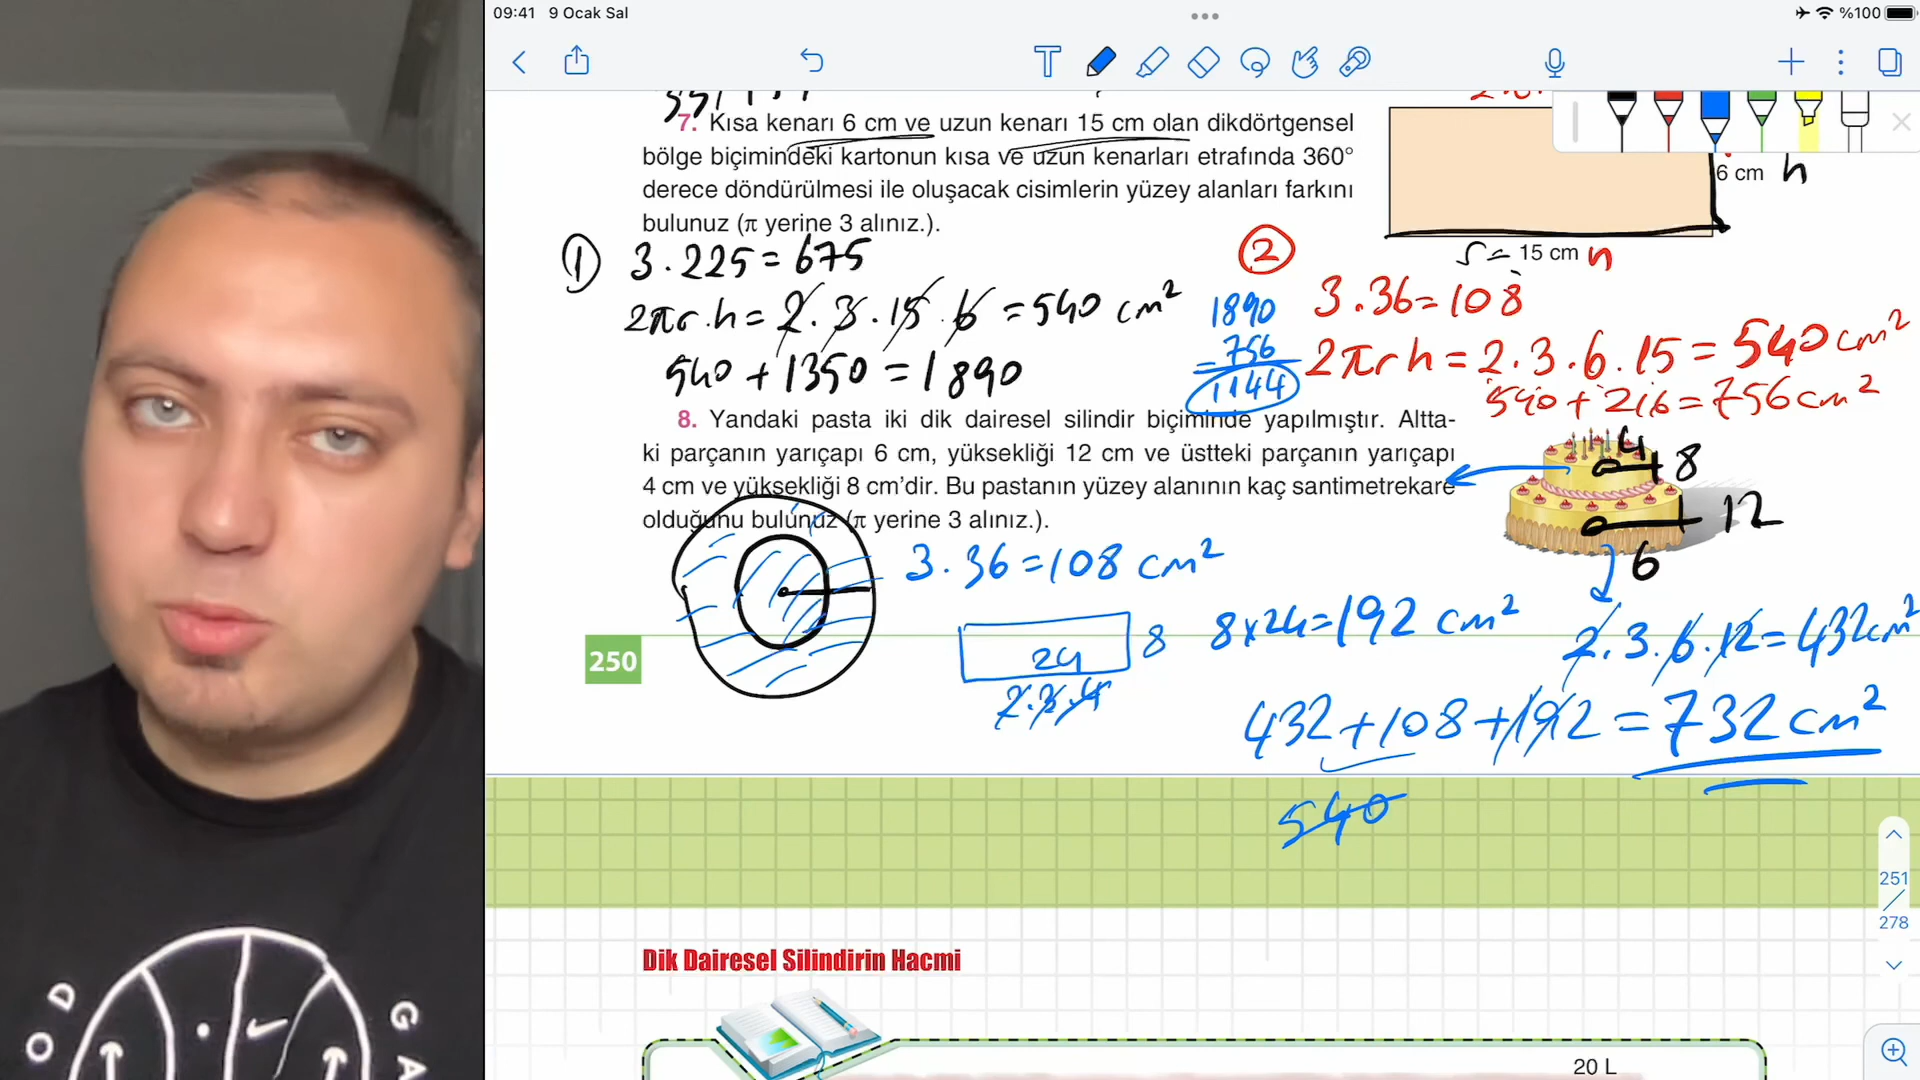 09:41 9 Ocak Sal
%100
7. Kısa kenarı 6 cm ve uzun kenarı 15 cm olan dikdörtgensel
bölge biçimindeki kartonun kısa ve uzun kenarları etrafında 360°
derece döndürülmesi ile oluşacak cisimlerin yüzey alanları farkını
bulunuz (π yerine 3 alınız.).
6 cm h
r = 15 cm h
① 3.225=675
2πr.h = 2.3.15.6 = 540 cm²
540 + 1350 = 1890
②
3.36=108
2πrh = 2.3.6.15 = 540 cm²
540 + 216 = 756 cm²
1890
756
1144
8. Yandaki pasta iki dik dairesel silindir biçiminde yapılmıştır. Altta-
ki parçanın yarıçapı 6 cm, yüksekliği 12 cm ve üstteki parçanın yarıçapı
4 cm ve yüksekliği 8 cm’dir. Bu pastanın yüzey alanının kaç santimetrekare
olduğunu bulunuz (π yerine 3 alınız.).
4 8
12
6
3.36=108 cm²
24 8
2.3.4
8x24=192 cm²
2.3.6.12=432cm²
432+108+192 = 732 cm²
540
250
251
278
Dik Dairesel Silindirin Hacmi
20 L